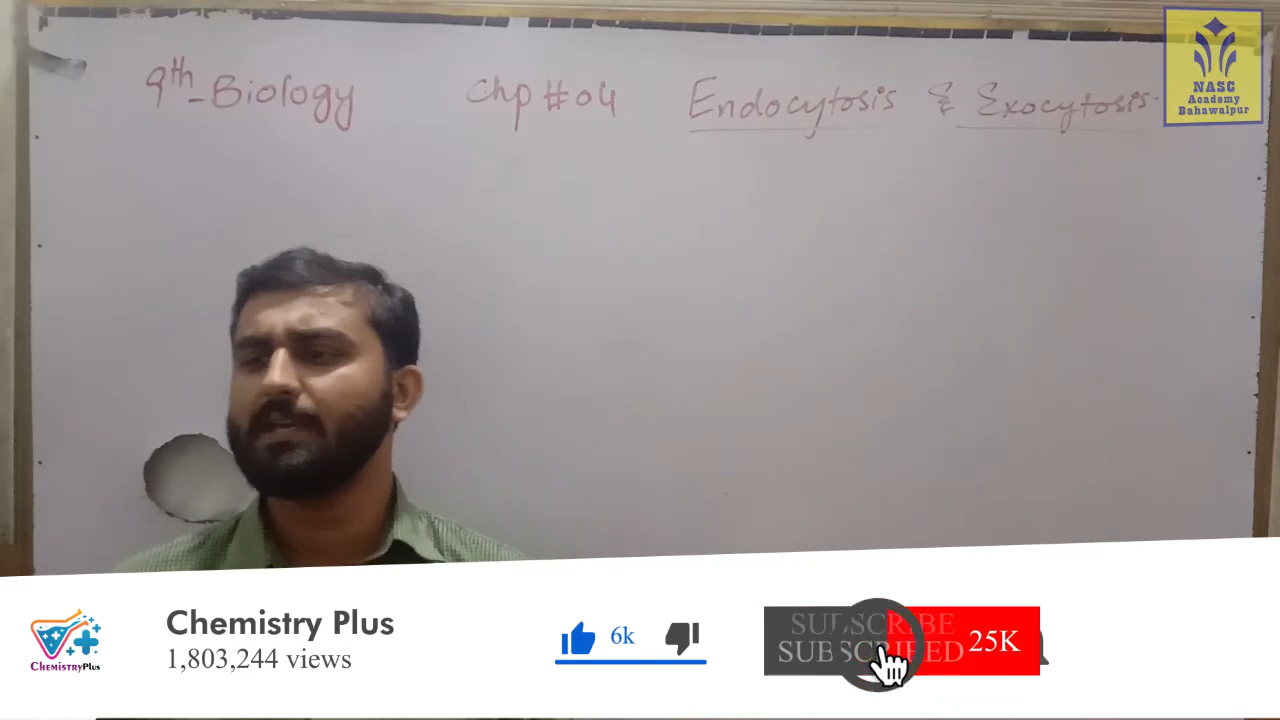 9th-Biology Chp #04 Endocytosis & Exocytosis.
NASC
Academy
Bahawalpur
Chemistry Plus
1,803,244 views
6k
SUBSCRIBE
SUBSCRIBED 25K
ChemistryPlus